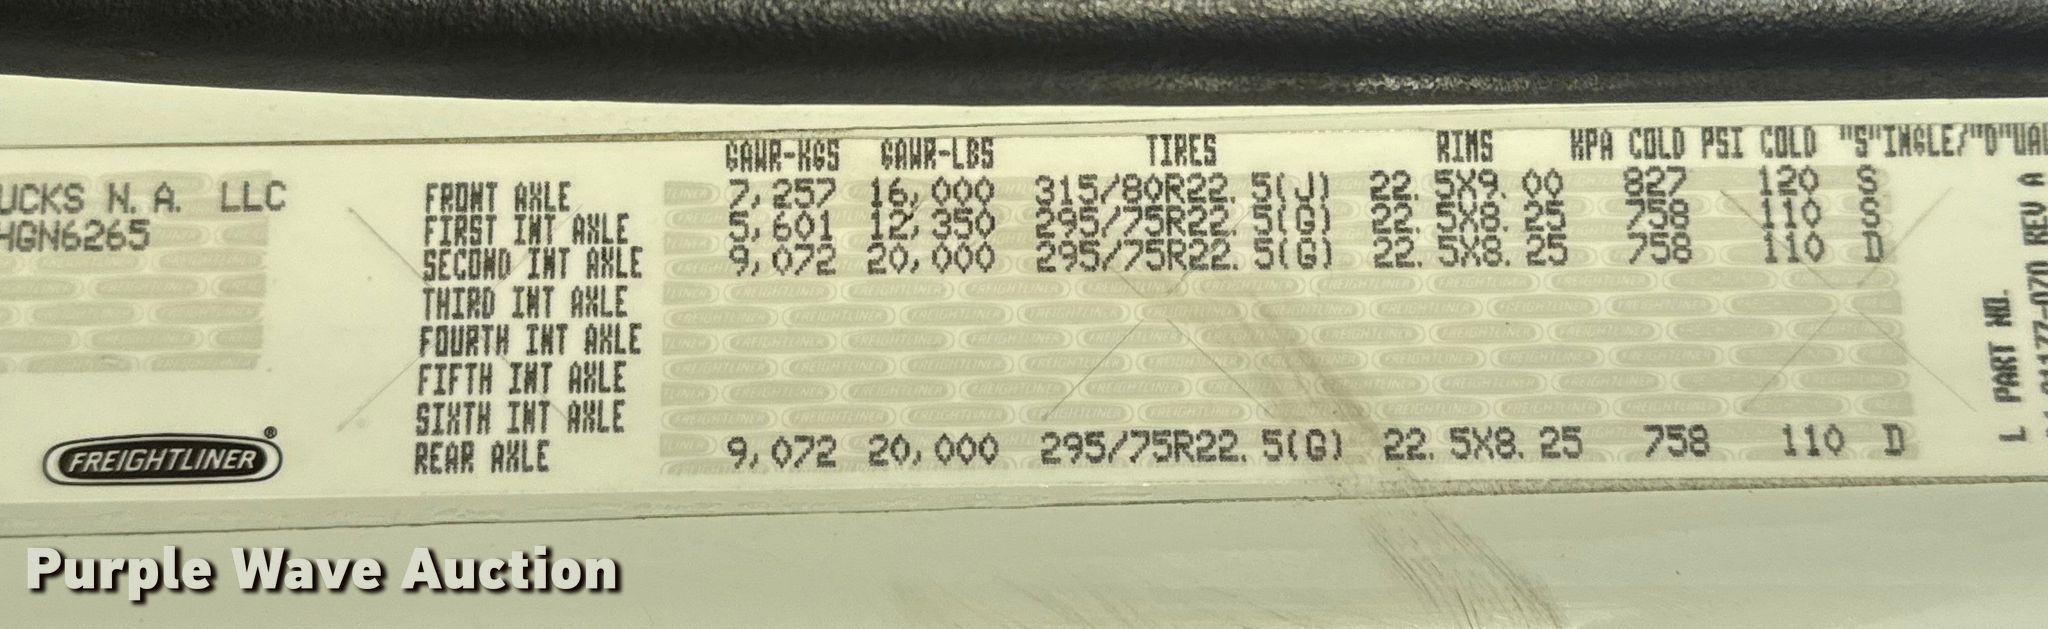 GAWR-KGS GAWR-LBS TIRES RIMS KPA COLD PSI COLD "S"INGLE/"D"UAL
UCKS N. A. LLC
HGN6265
FRONT AXLE 7,257 16,000 315/80R22.5(J) 22.5X9.00 827 120 S
FIRST INT AXLE 5,601 12,350 295/75R22.5(G) 22.5X8.25 758 110 S
SECOND INT AXLE 9,072 20,000 295/75R22.5(G) 22.5X8.25 758 110 D
THIRD INT AXLE
FOURTH INT AXLE
FIFTH INT AXLE
SIXTH INT AXLE
REAR AXLE 9,072 20,000 295/75R22.5(G) 22.5X8.25 758 110 D
FREIGHTLINER®
L PART NO.
REV A
Purple Wave Auction